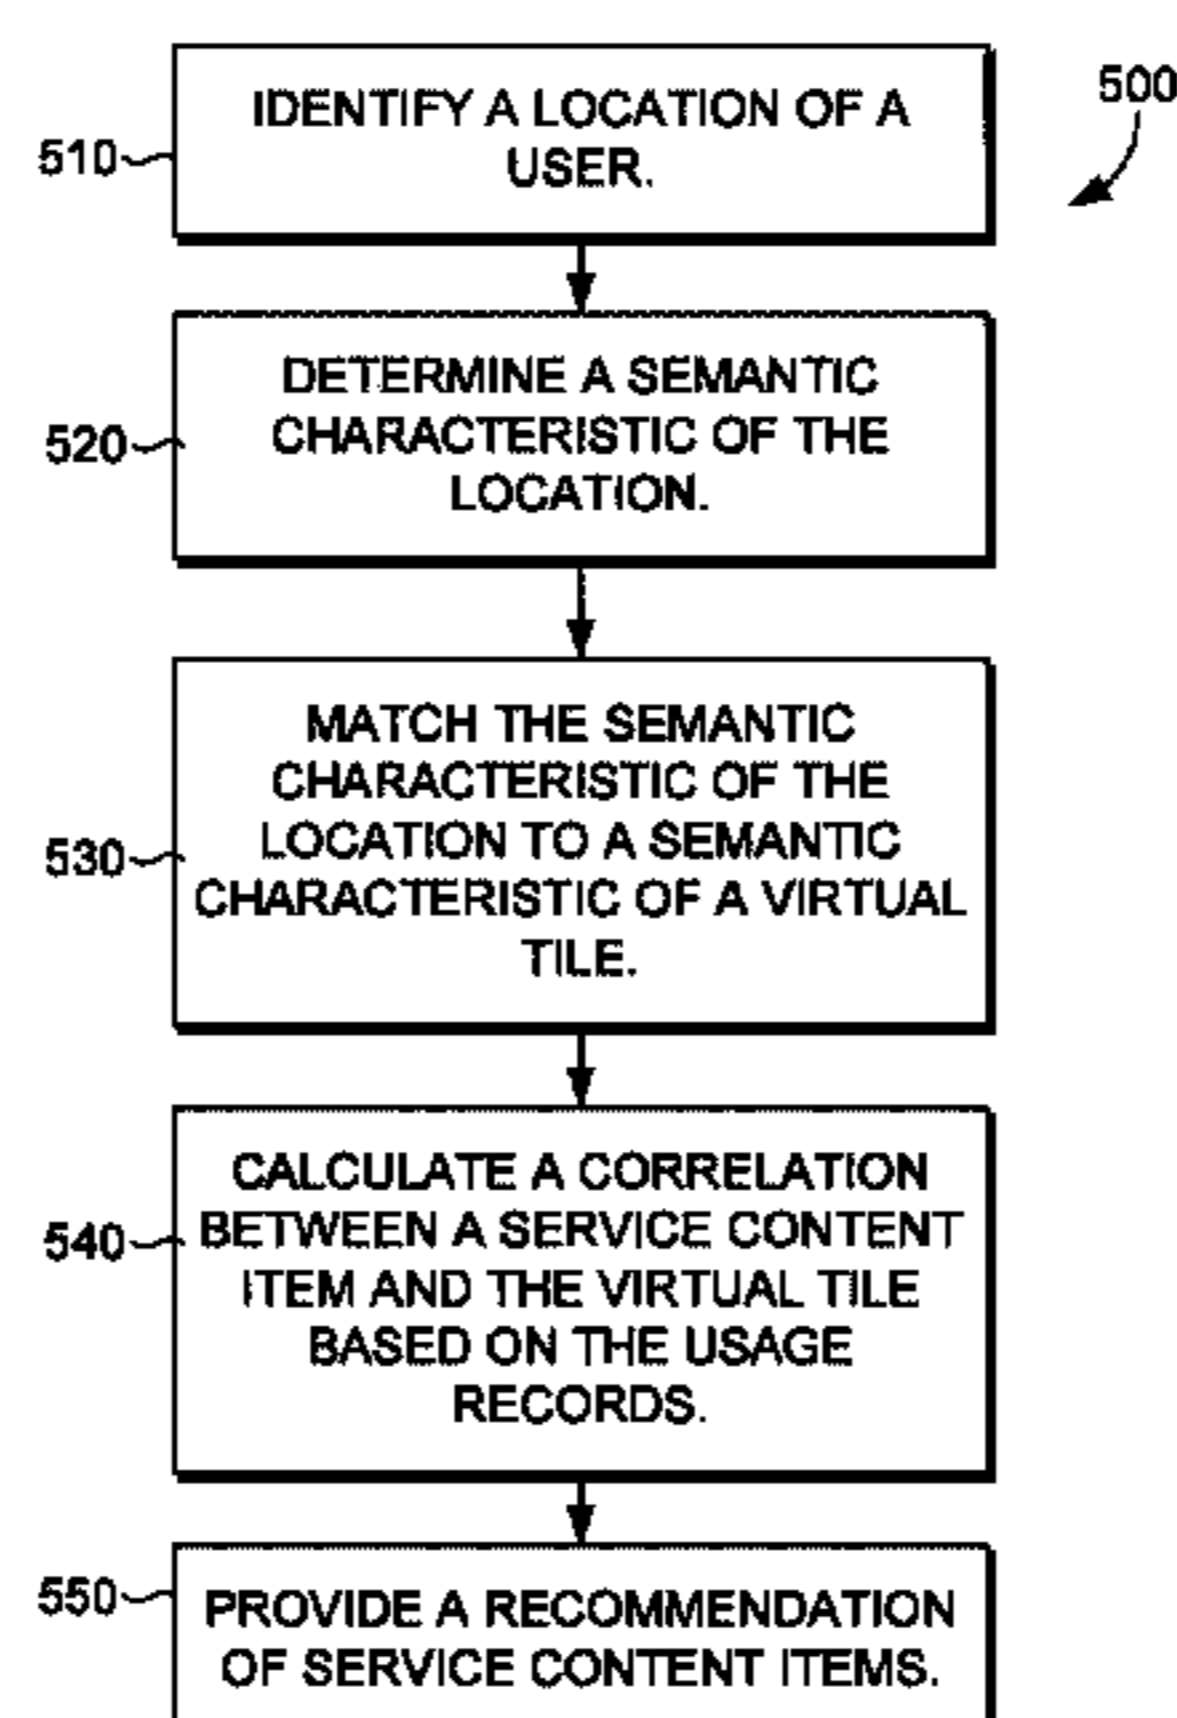 500
510
IDENTIFY A LOCATION OF A
USER.
520
DETERMINE A SEMANTIC
CHARACTERISTIC OF THE
LOCATION.
530
MATCH THE SEMANTIC
CHARACTERISTIC OF THE
LOCATION TO A SEMANTIC
CHARACTERISTIC OF A VIRTUAL
TILE.
540
CALCULATE A CORRELATION
BETWEEN A SERVICE CONTENT
ITEM AND THE VIRTUAL TILE
BASED ON THE USAGE
RECORDS.
550
PROVIDE A RECOMMENDATION
OF SERVICE CONTENT ITEMS.